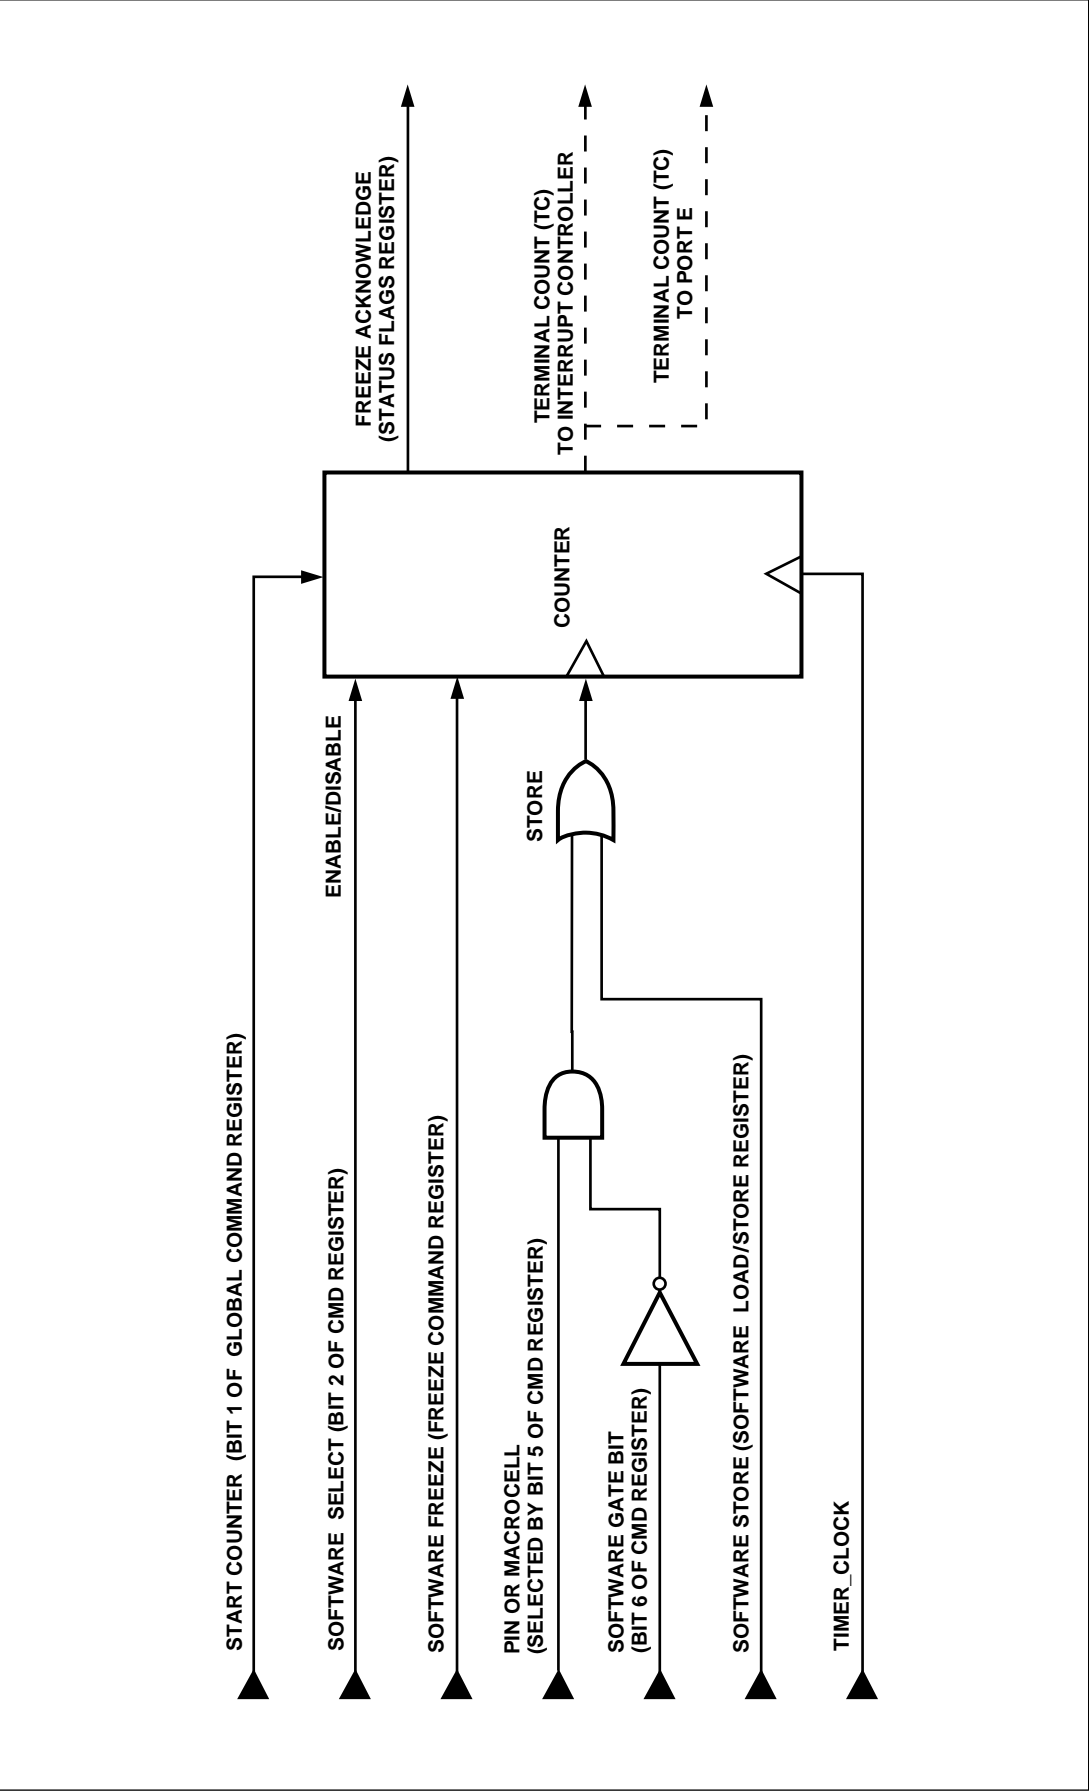 START COUNTER (BIT 1 OF GLOBAL COMMAND REGISTER)
SOFTWARE SELECT (BIT 2 OF CMD REGISTER)
ENABLE/DISABLE
SOFTWARE FREEZE (FREEZE COMMAND REGISTER)
PIN OR MACROCELL
(SELECTED BY BIT 5 OF CMD REGISTER)
SOFTWARE GATE BIT
(BIT 6 OF CMD REGISTER)
SOFTWARE STORE (SOFTWARE LOAD/STORE REGISTER)
TIMER_CLOCK
STORE
COUNTER
FREEZE ACKNOWLEDGE
(STATUS FLAGS REGISTER)
TERMINAL COUNT (TC)
TO INTERRUPT CONTROLLER
TERMINAL COUNT (TC)
TO PORT E